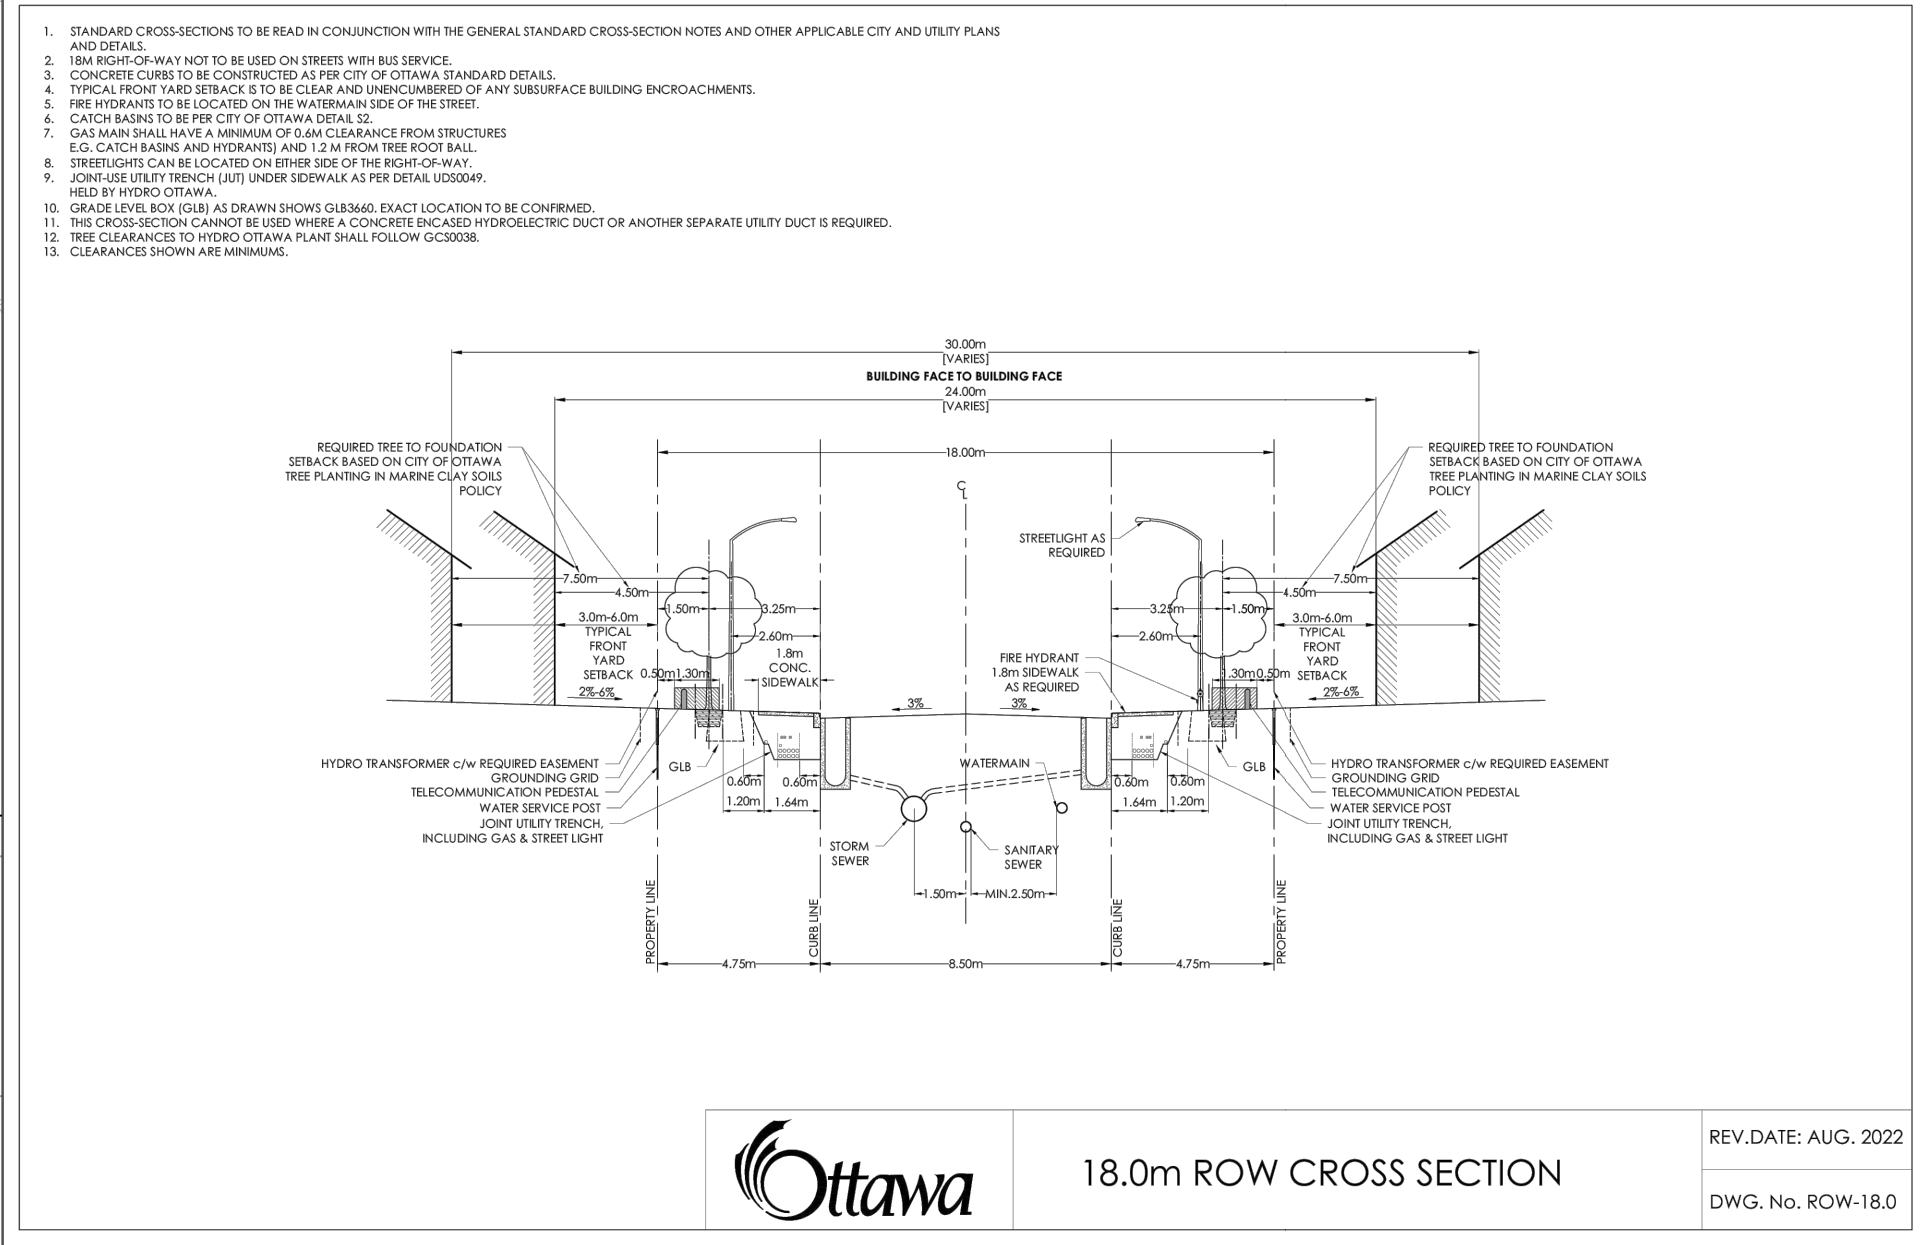 1. STANDARD CROSS-SECTIONS TO BE READ IN CONJUNCTION WITH THE GENERAL STANDARD CROSS-SECTION NOTES AND OTHER APPLICABLE CITY AND UTILITY PLANS
AND DETAILS.
2. 18M RIGHT-OF-WAY NOT TO BE USED ON STREETS WITH BUS SERVICE.
3. CONCRETE CURBS TO BE CONSTRUCTED AS PER CITY OF OTTAWA STANDARD DETAILS.
4. TYPICAL FRONT YARD SETBACK IS TO BE CLEAR AND UNENCUMBERED OF ANY SUBSURFACE BUILDING ENCROACHMENTS.
5. FIRE HYDRANTS TO BE LOCATED ON THE WATERMAIN SIDE OF THE STREET.
6. CATCH BASINS TO BE PER CITY OF OTTAWA DETAIL S2.
7. GAS MAIN SHALL HAVE A MINIMUM OF 0.6M CLEARANCE FROM STRUCTURES
E.G. CATCH BASINS AND HYDRANTS) AND 1.2 M FROM TREE ROOT BALL.
8. STREETLIGHTS CAN BE LOCATED ON EITHER SIDE OF THE RIGHT-OF-WAY.
9. JOINT-USE UTILITY TRENCH (JUT) UNDER SIDEWALK AS PER DETAIL UDS0049.
HELD BY HYDRO OTTAWA.
10. GRADE LEVEL BOX (GLB) AS DRAWN SHOWS GLB3660. EXACT LOCATION TO BE CONFIRMED.
11. THIS CROSS-SECTION CANNOT BE USED WHERE A CONCRETE ENCASED HYDROELECTRIC DUCT OR ANOTHER SEPARATE UTILITY DUCT IS REQUIRED.
12. TREE CLEARANCES TO HYDRO OTTAWA PLANT SHALL FOLLOW GCS0038.
13. CLEARANCES SHOWN ARE MINIMUMS.
30.00m
[VARIES]
BUILDING FACE TO BUILDING FACE
24.00m
[VARIES]
18.00m
CL
REQUIRED TREE TO FOUNDATION
SETBACK BASED ON CITY OF OTTAWA
TREE PLANTING IN MARINE CLAY SOILS
POLICY
REQUIRED TREE TO FOUNDATION
SETBACK BASED ON CITY OF OTTAWA
TREE PLANTING IN MARINE CLAY SOILS
POLICY
STREETLIGHT AS
REQUIRED
7.50m
4.50m
1.50m
3.25m
3.0m-6.0m
TYPICAL
FRONT
YARD
SETBACK
2.60m
1.8m
CONC.
SIDEWALK
0.50m
1.30m
2%-6%
3%
3%
7.50m
4.50m
3.25m
1.50m
3.0m-6.0m
TYPICAL
FRONT
YARD
SETBACK
2.60m
FIRE HYDRANT
1.8m SIDEWALK
AS REQUIRED
.30m
0.50m
2%-6%
HYDRO TRANSFORMER c/w REQUIRED EASEMENT
GROUNDING GRID
TELECOMMUNICATION PEDESTAL
WATER SERVICE POST
JOINT UTILITY TRENCH,
INCLUDING GAS & STREET LIGHT
GLB
0.60m
0.60m
1.20m
1.64m
STORM
SEWER
WATERMAIN
SANITARY
SEWER
0.60m
0.60m
1.64m
1.20m
GLB
HYDRO TRANSFORMER c/w REQUIRED EASEMENT
GROUNDING GRID
TELECOMMUNICATION PEDESTAL
WATER SERVICE POST
JOINT UTILITY TRENCH,
INCLUDING GAS & STREET LIGHT
1.50m
MIN.2.50m
PROPERTY LINE
CURB LINE
CURB LINE
PROPERTY LINE
4.75m
8.50m
4.75m
Ottawa
18.0m ROW CROSS SECTION
REV.DATE: AUG. 2022
DWG. No. ROW-18.0